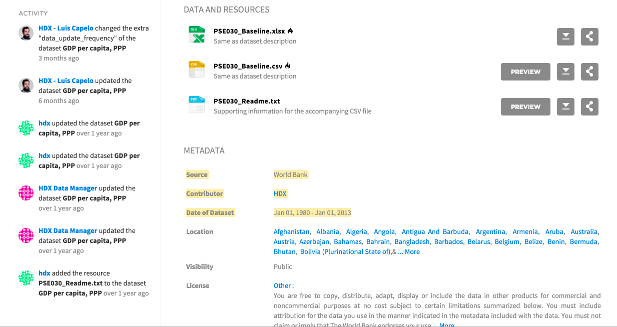 ACTIVITY
HDX - Luis Capelo changed the extra
"data_update_frequency" of the
dataset GDP per capita, PPP
3 months ago
HDX - Luis Capelo updated the
dataset GDP per capita, PPP
6 months ago
hdx updated the dataset GDP per
capita, PPP over 1 year ago
hdx updated the dataset GDP per
capita, PPP over 1 year ago
HDX Data Manager updated the
dataset GDP per capita, PPP
over 1 year ago
HDX Data Manager updated the
dataset GDP per capita, PPP
over 1 year ago
hdx added the resource
PSE030_Readme.txt to the dataset
GDP per capita, PPP over 1 year ago
DATA AND RESOURCES
PSE030_Baseline.xlsx
Same as dataset description
PSE030_Baseline.csv
Same as dataset description
PREVIEW
PSE030_Readme.txt
Supporting information for the accompanying CSV file
PREVIEW
METADATA
Source World Bank
Contributor HDX
Date of Dataset Jan 01, 1980 - Jan 01, 2013
Location Afghanistan, Albania, Algeria, Angola, Antigua And Barbuda, Argentina, Armenia, Aruba, Australia,
Austria, Azerbaijan, Bahamas, Bahrain, Bangladesh, Barbados, Belarus, Belgium, Belize, Benin, Bermuda,
Bhutan, Bolivia (Plurinational State of),& ... More
Visibility Public
License Other :
You are free to copy, distribute, adapt, display or include the data in other products for commercial and
noncommercial purposes at no cost subject to certain limitations summarized below. You must include
attribution for the data you use in the manner indicated in the metadata included with the data. You must not
claim or imply that The World Bank endorses your use ... More